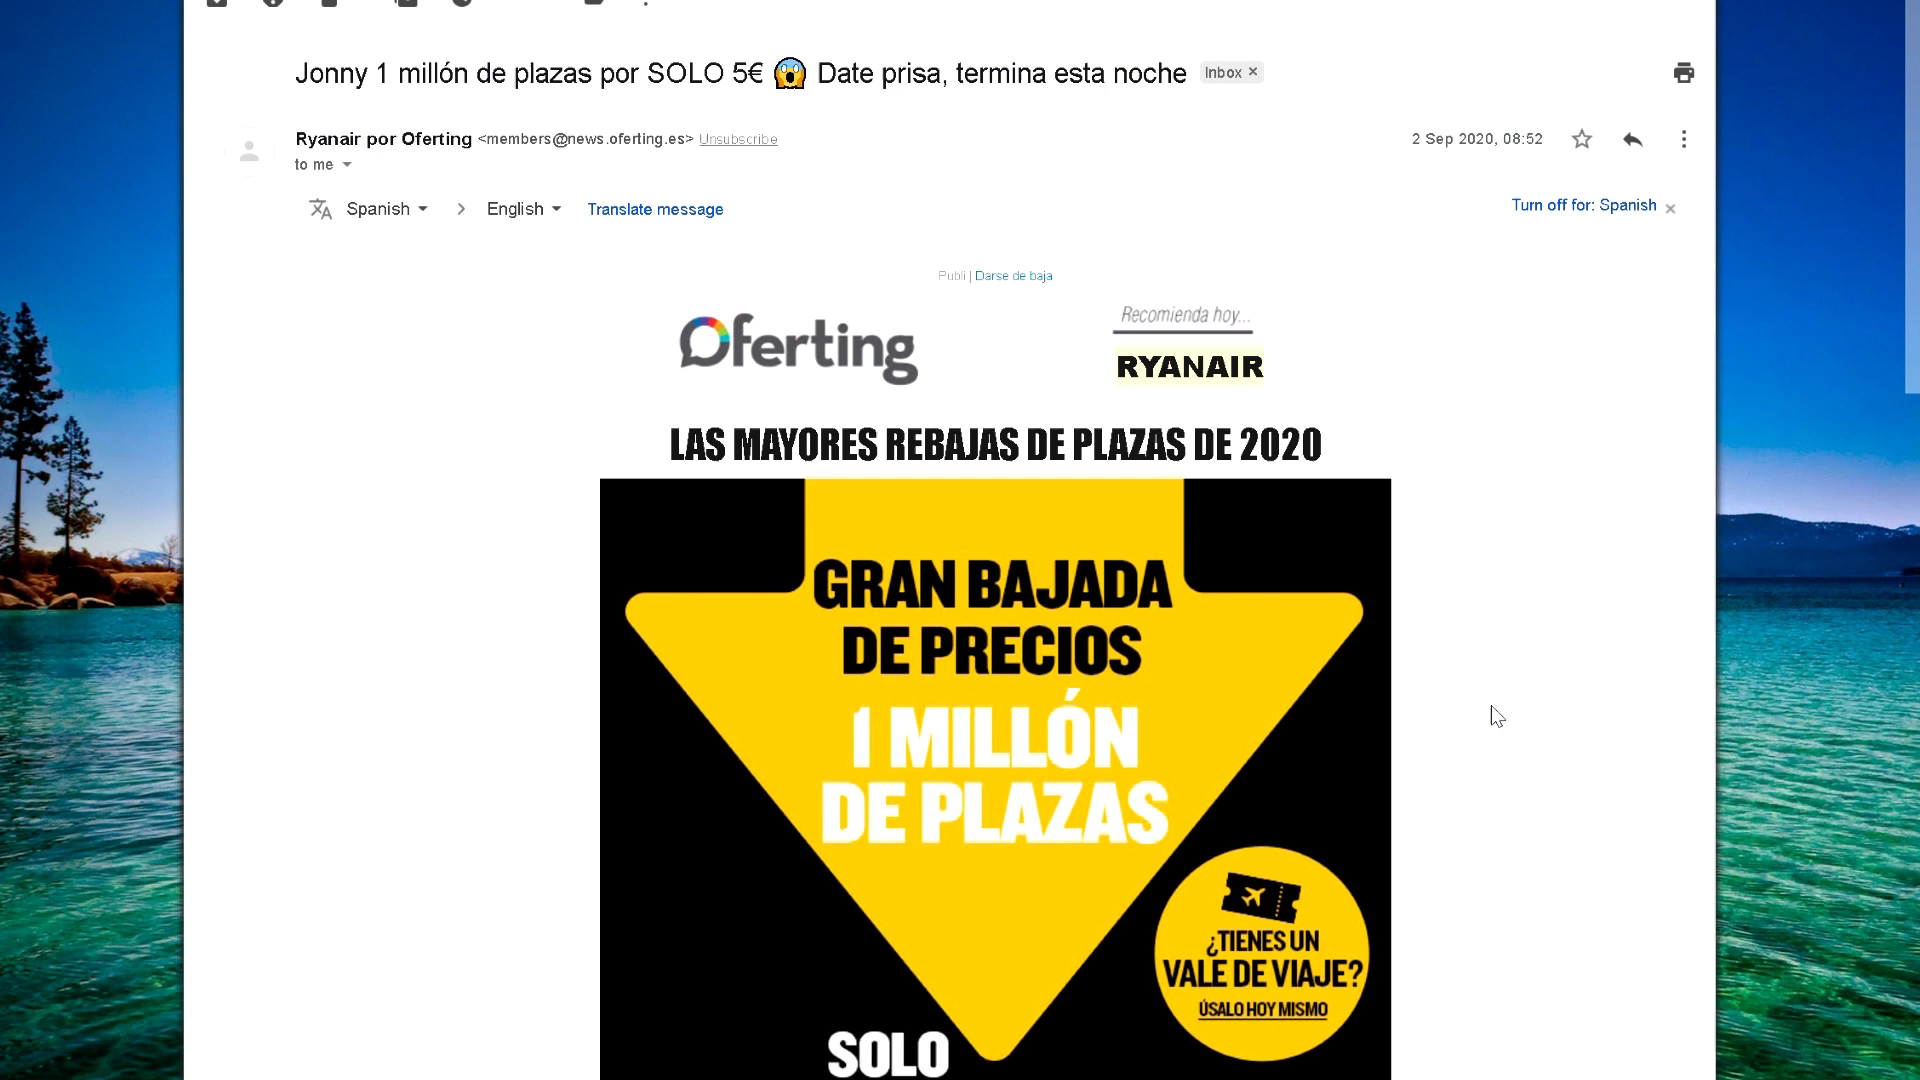 Jonny 1 millón de plazas por SOLO 5€ 😱 Date prisa, termina esta noche Inbox ×
Ryanair por Oferting <members@news.oferting.es> Unsubscribe 2 Sep 2020, 08:52
to me
Spanish > English Translate message Turn off for: Spanish ×
Publi | Darse de baja
Oferting
Recomienda hoy...
RYANAIR
LAS MAYORES REBAJAS DE PLAZAS DE 2020
GRAN BAJADA
DE PRECIOS
1 MILLÓN
DE PLAZAS
¿TIENES UN
VALE DE VIAJE?
ÚSALO HOY MISMO
SOLO